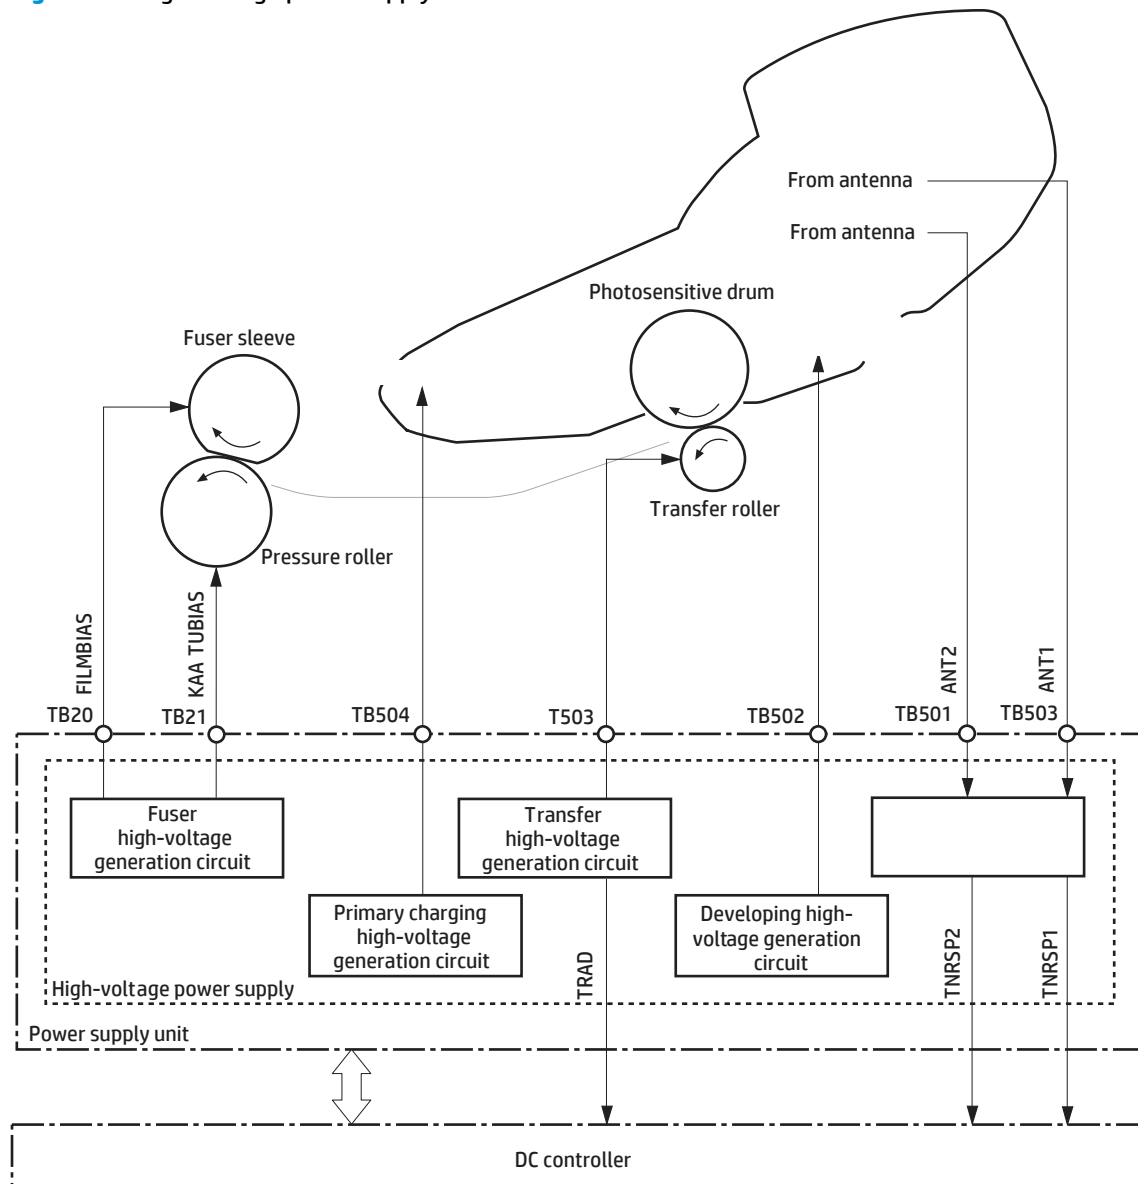 From antenna
From antenna
Photosensitive drum
Fuser sleeve
Transfer roller
Pressure roller
FILMBIAS
KAA TUBIAS
ANT2
ANT1
TB20
TB21
TB504
T503
TB502
TB501
TB503
Fuser
high-voltage
generation circuit
Transfer
high-voltage
generation circuit
Primary charging
high-voltage
generation circuit
Developing high-
voltage generation
circuit
TRAD
TNRSP2
TNRSP1
High-voltage power supply
Power supply unit
DC controller